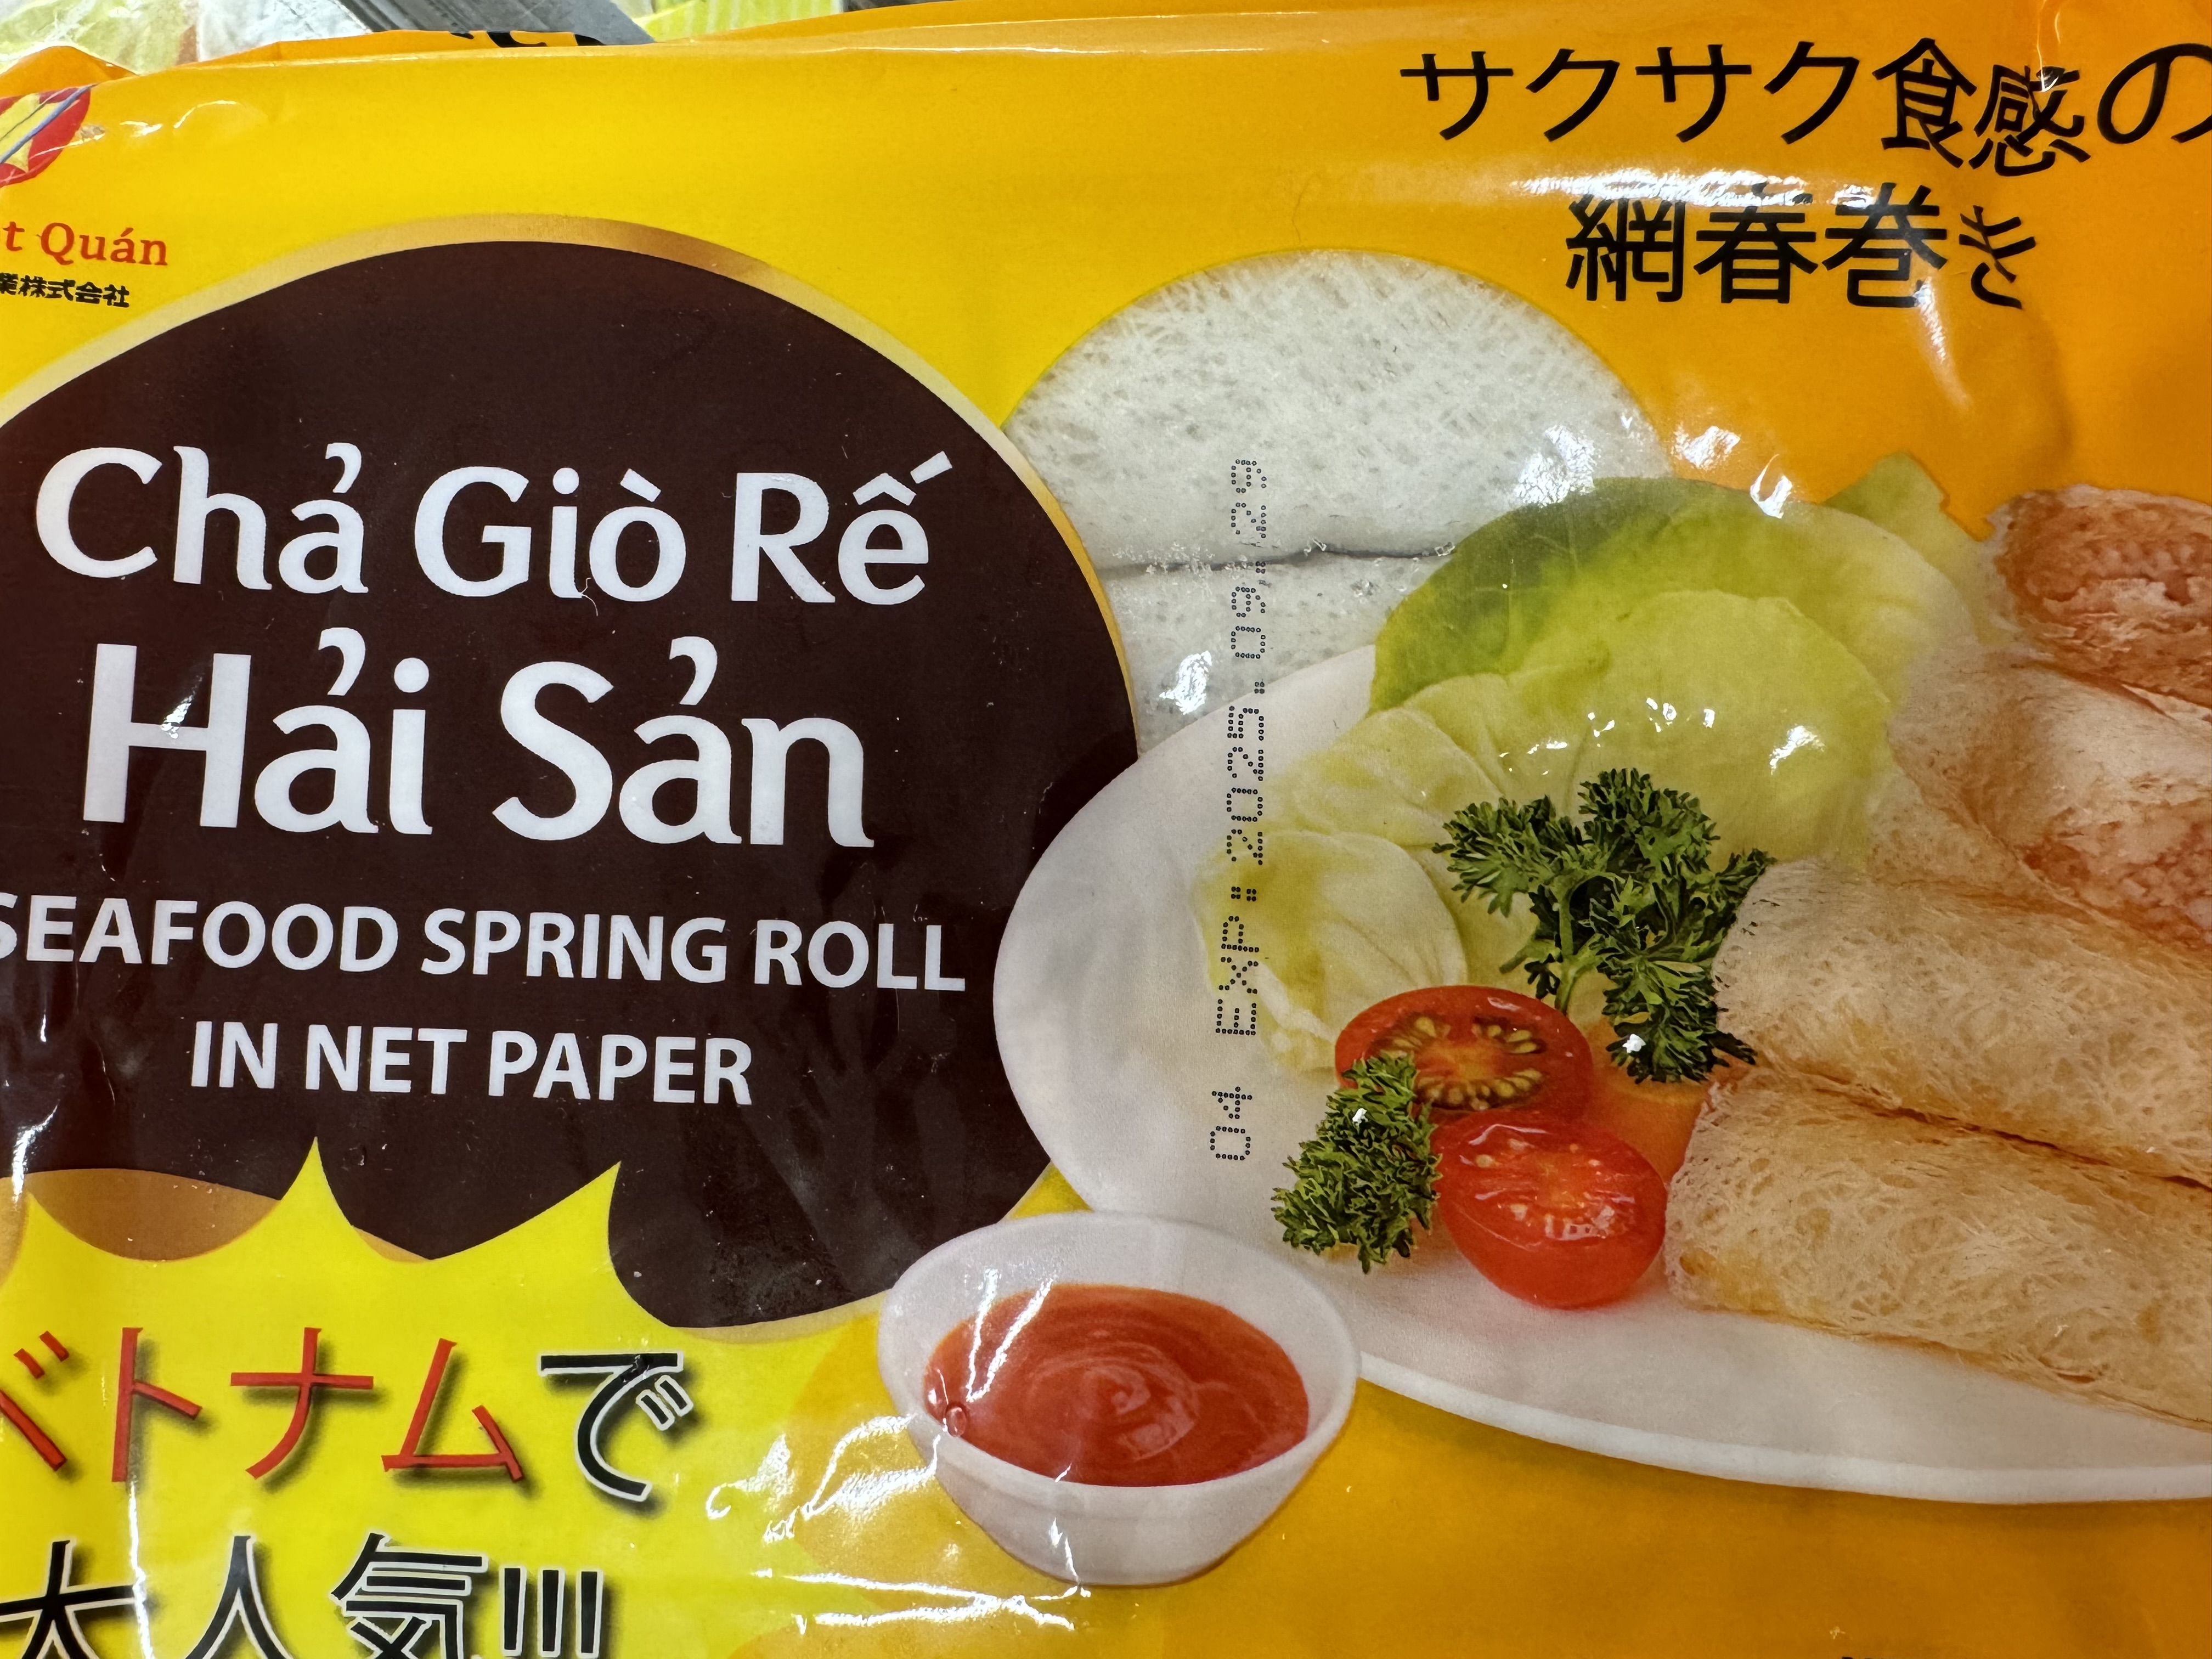 サクサク食感の
網春巻き
Quán
株式会社
Chả Giò Rế
Hải Sản
SEAFOOD SPRING ROLL
IN NET PAPER
04 EXP: 2025.09.29
ベトナムで
大人気!!!